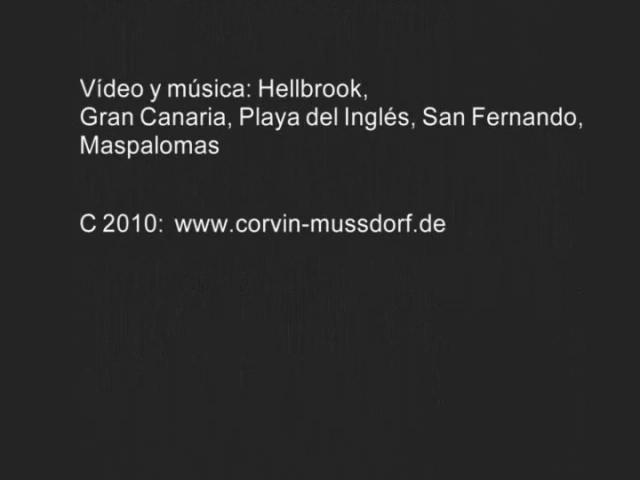 Vídeo y música: Hellbrook,
Gran Canaria, Playa del Inglés, San Fernando,
Maspalomas
C 2010: www.corvin-mussdorf.de